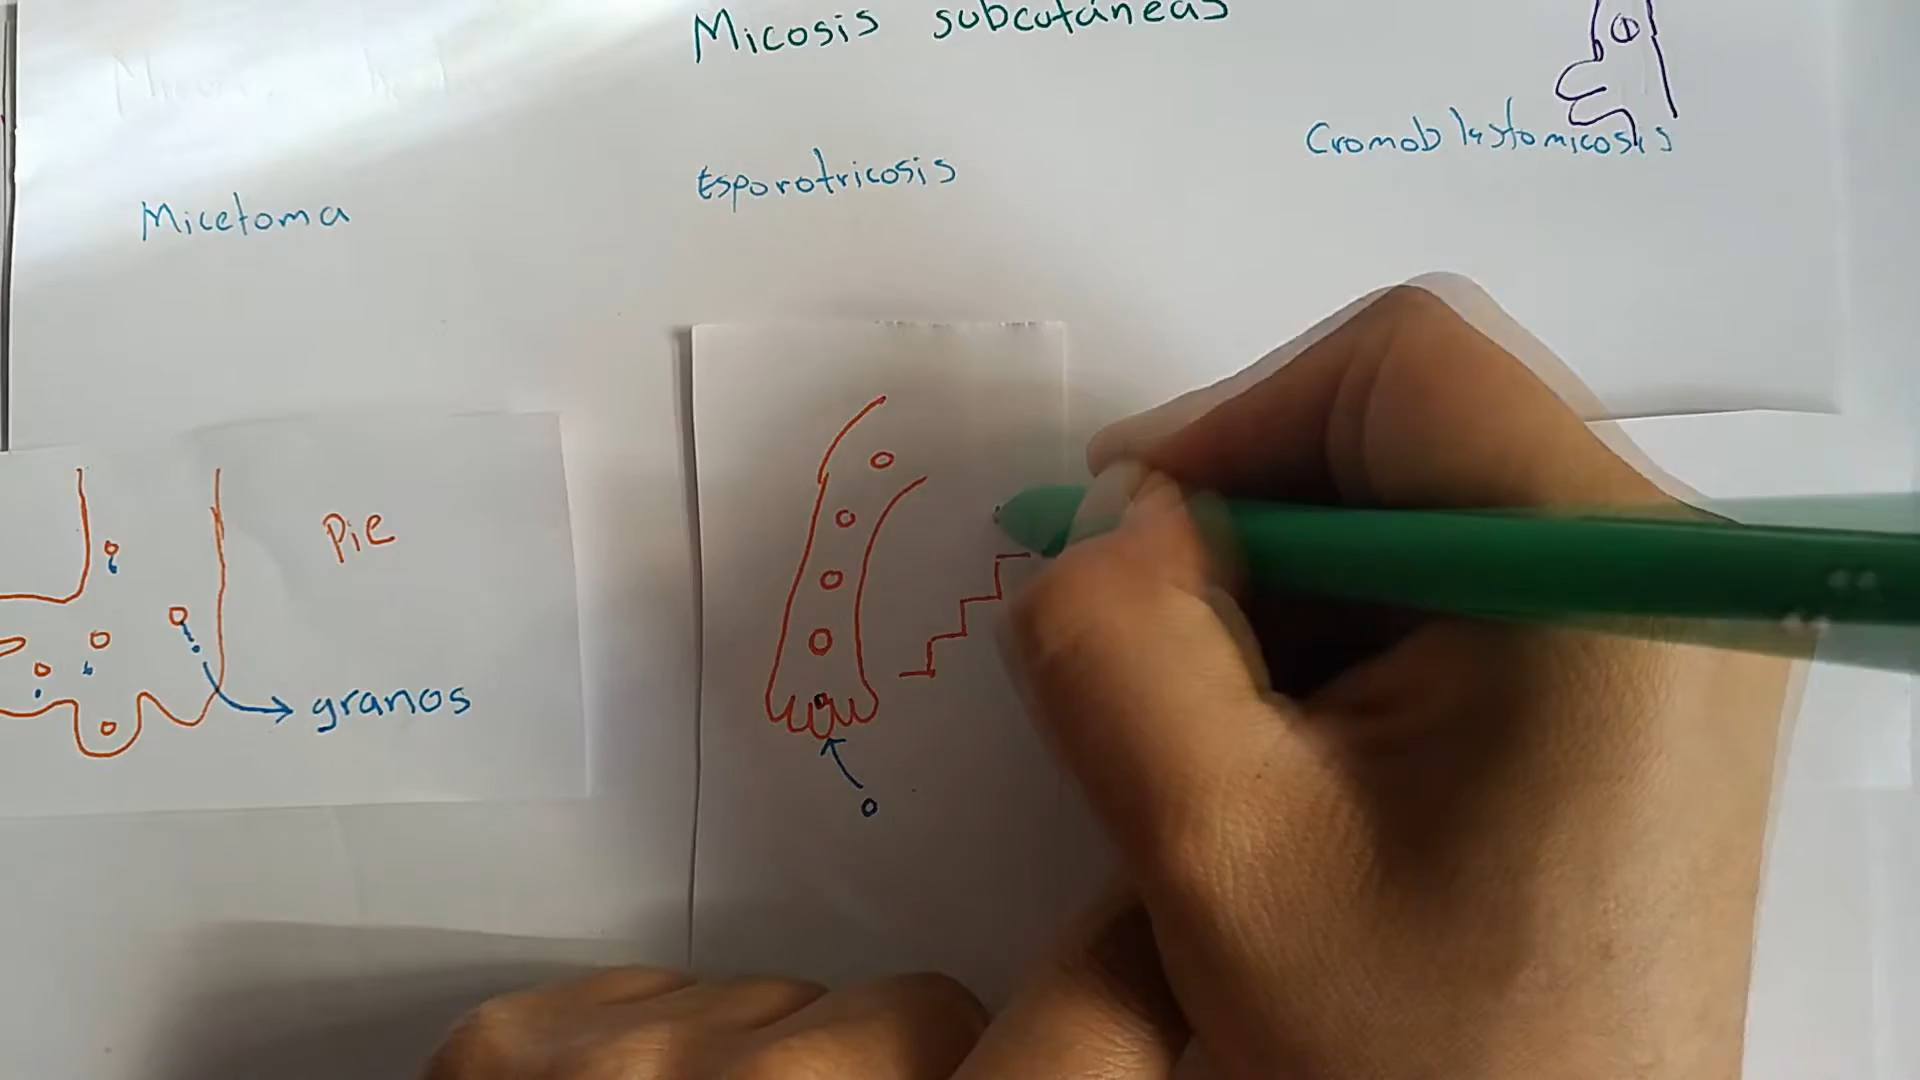 Micosis subcutáneas
Cromoblastomicosis
Esporotricosis
Micetoma
Pie
granos